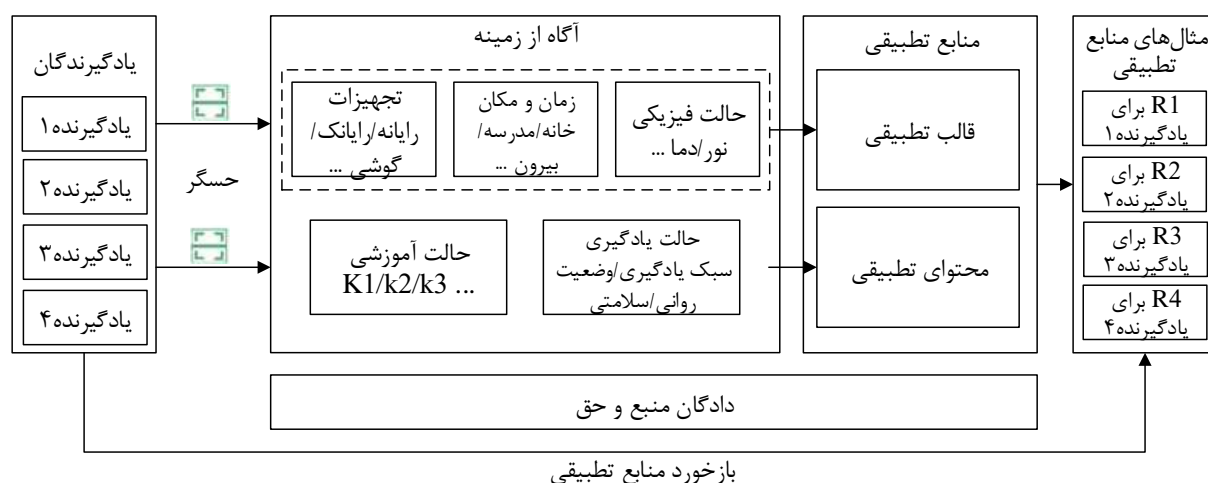 یادگیرندگان
یادگیرنده۱
یادگیرنده۲
یادگیرنده۳
یادگیرنده۴
حسگر
آگاه از زمینه
تجهیزات
رایانه/رایانک/
گوشی ...
زمان و مکان
خانه/مدرسه/
بیرون ...
حالت فیزیکی
نور/دما ...
حالت آموزشی
K1/k2/k3 ...
حالت یادگیری
سبک یادگیری/وضعیت
روانی/سلامتی
منابع تطبیقی
قالب تطبیقی
محتوای تطبیقی
مثال‌های منابع
تطبیقی
R1 برای
یادگیرنده۱
R2 برای
یادگیرنده۲
R3 برای
یادگیرنده۳
R4 برای
یادگیرنده۴
دادگان منبع و حق
بازخورد منابع تطبیقی